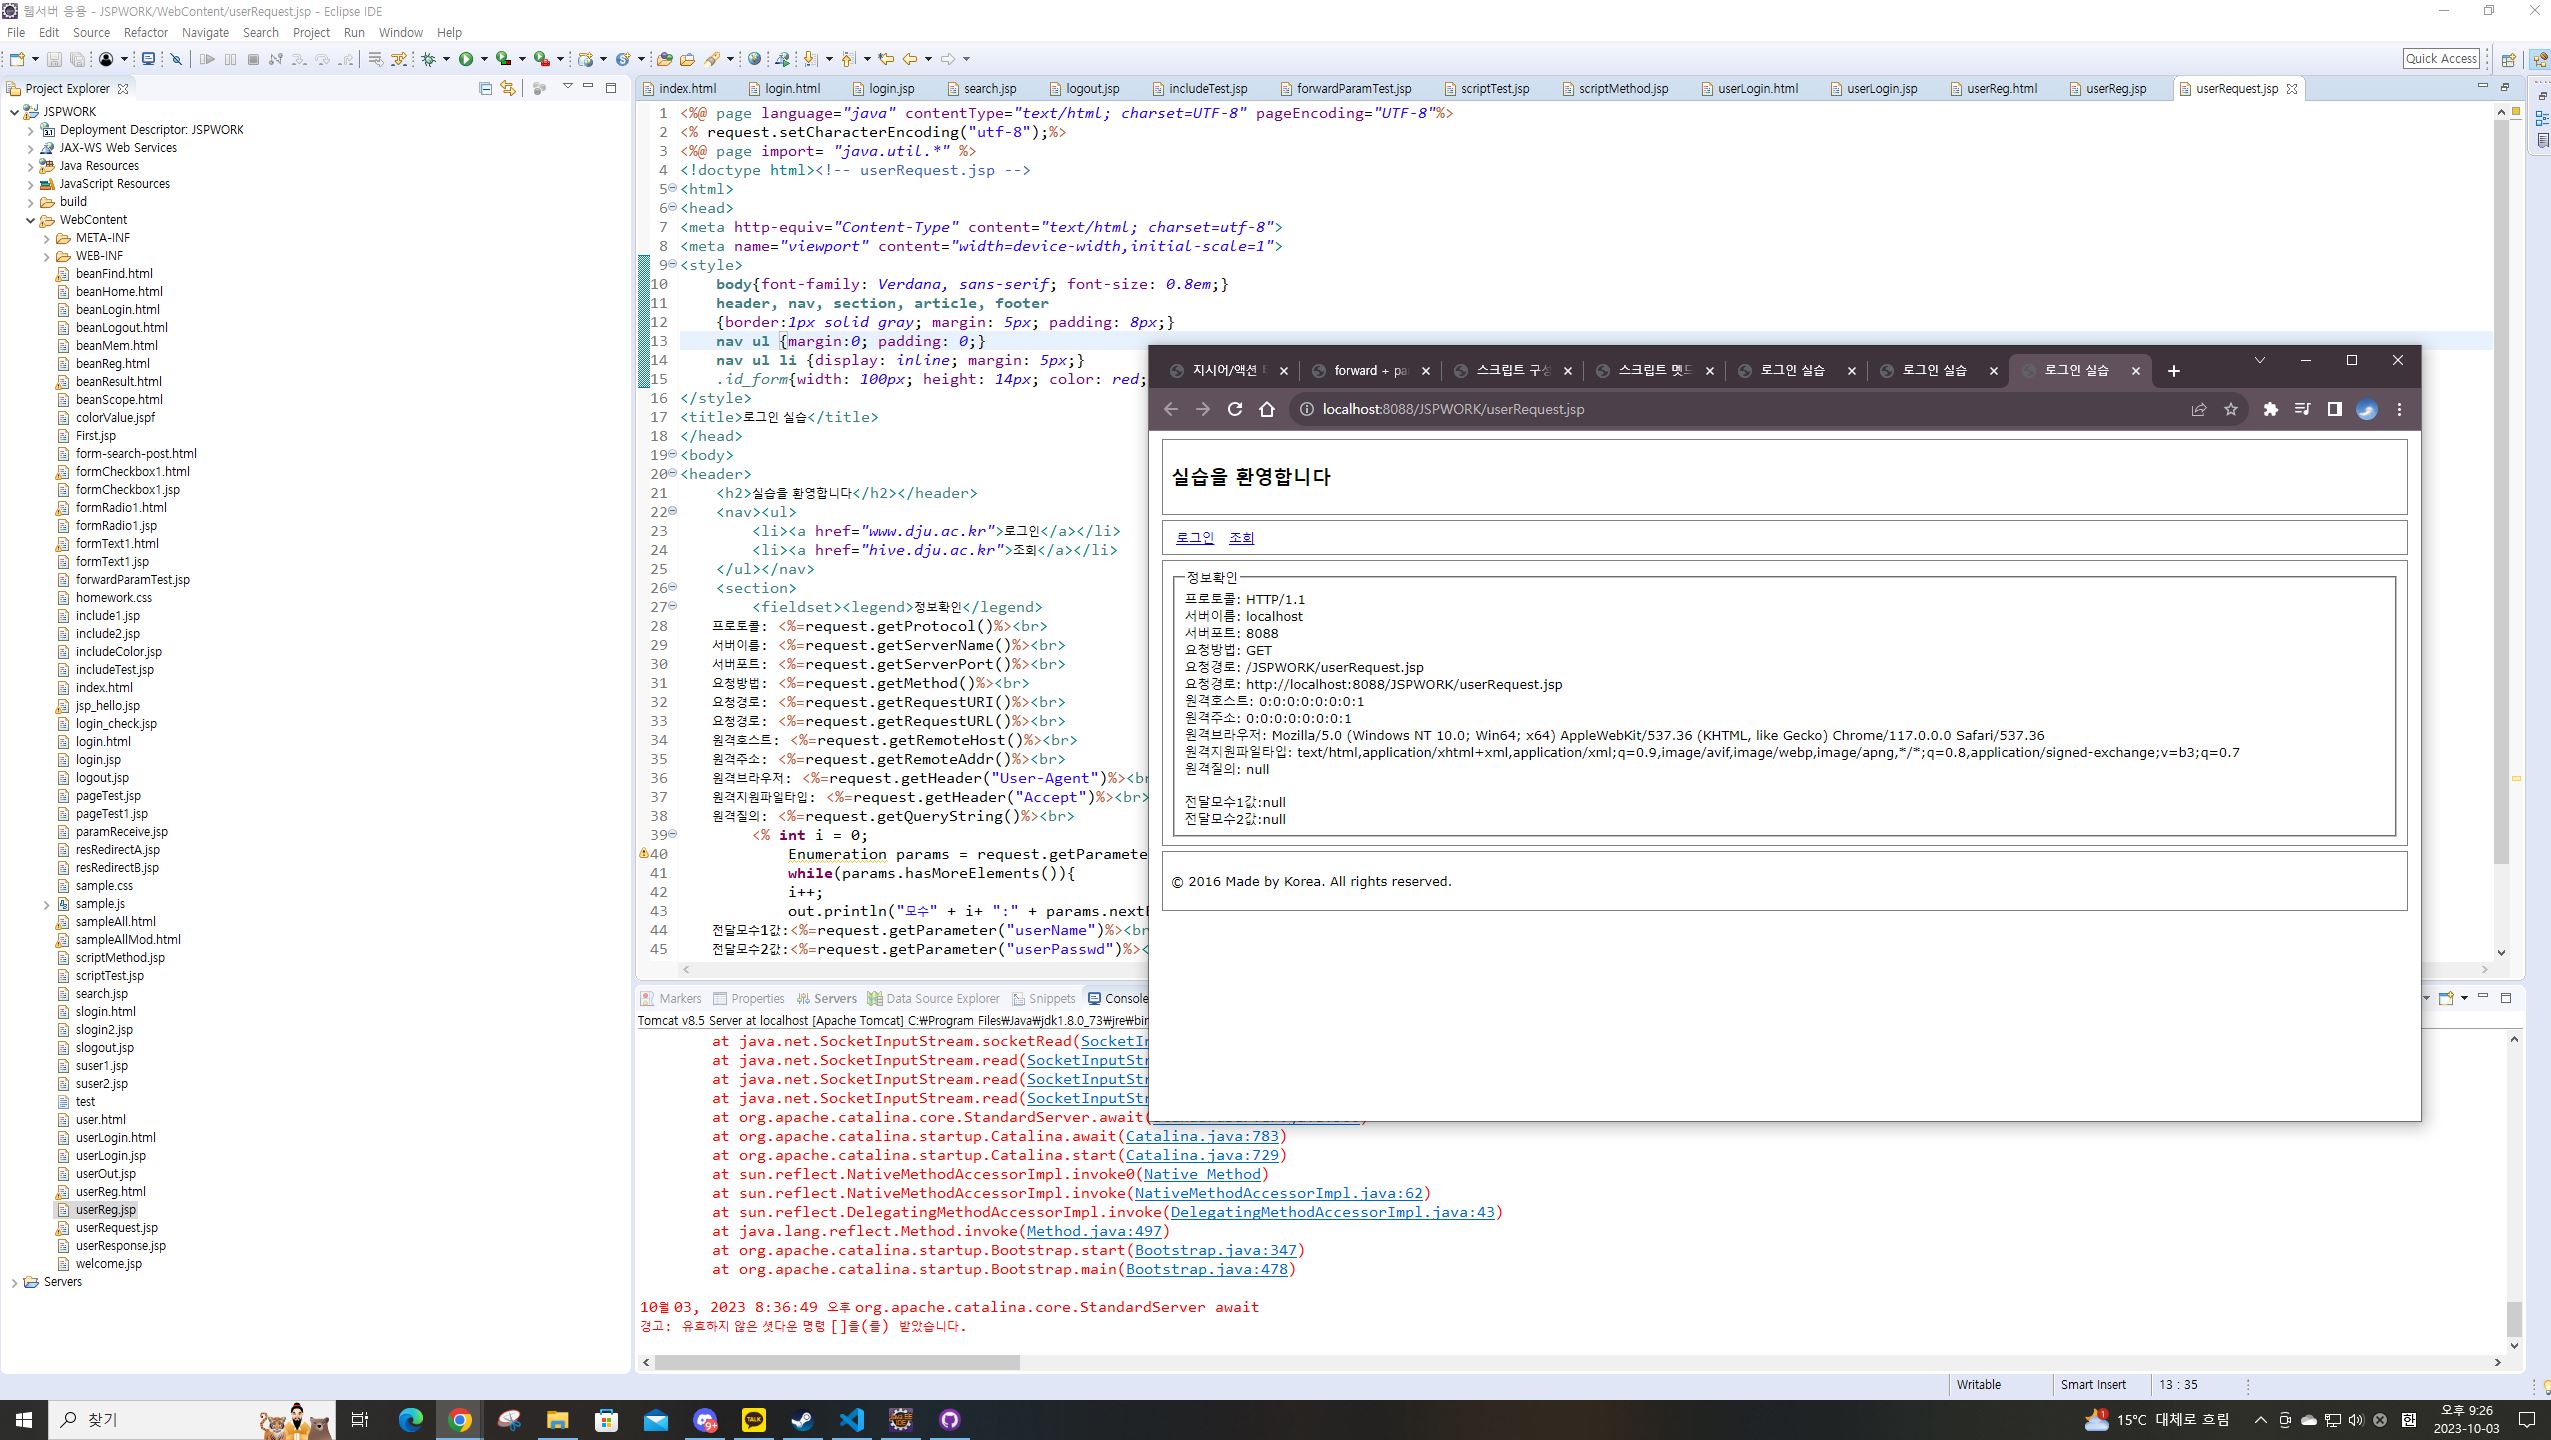 웹서버 응용 - JSPWORK/WebContent/userRequest.jsp - Eclipse IDE
File Edit Source Refactor Navigate Search Project Run Window Help
Quick Access
Project Explorer
JSPWORK
Deployment Descriptor: JSPWORK
JAX-WS Web Services
Java Resources
JavaScript Resources
build
WebContent
META-INF
WEB-INF
beanFind.html
beanHome.html
beanLogin.html
beanLogout.html
beanMem.html
beanReg.html
beanResult.html
beanScope.html
colorValue.jspf
First.jsp
form-search-post.html
formCheckbox1.html
formCheckbox1.jsp
formRadio1.html
formRadio1.jsp
formText1.html
formText1.jsp
forwardParamTest.jsp
homework.css
include1.jsp
include2.jsp
includeColor.jsp
includeTest.jsp
index.html
jsp_hello.jsp
login_check.jsp
login.html
login.jsp
logout.jsp
pageTest.jsp
pageTest1.jsp
paramReceive.jsp
resRedirectA.jsp
resRedirectB.jsp
sample.css
sample.js
sampleAll.html
sampleAllMod.html
scriptMethod.jsp
scriptTest.jsp
search.jsp
slogin.html
slogin2.jsp
slogout.jsp
suser1.jsp
suser2.jsp
test
user.html
userLogin.html
userLogin.jsp
userOut.jsp
userReg.html
userReg.jsp
userRequest.jsp
userResponse.jsp
welcome.jsp
Servers
index.html login.html login.jsp search.jsp logout.jsp includeTest.jsp forwardParamTest.jsp scriptTest.jsp scriptMethod.jsp userLogin.html userLogin.jsp userReg.html userReg.jsp userRequest.jsp
1 <%@ page language="java" contentType="text/html; charset=UTF-8" pageEncoding="UTF-8"%>
2 <% request.setCharacterEncoding("utf-8");%>
3 <%@ page import= "java.util.*" %>
4 <!doctype html><!-- userRequest.jsp -->
5 <html>
6 <head>
7 <meta http-equiv="Content-Type" content="text/html; charset=utf-8">
8 <meta name="viewport" content="width=device-width,initial-scale=1">
9 <style>
10 body{font-family: Verdana, sans-serif; font-size: 0.8em;}
11 header, nav, section, article, footer
12 {border:1px solid gray; margin: 5px; padding: 8px;}
13 nav ul {margin:0; padding: 0;}
14 nav ul li {display: inline; margin: 5px;}
15 .id_form{width: 100px; height: 14px; color: red;
16 </style>
17 <title>로그인 실습</title>
18 </head>
19 <body>
20 <header>
21 <h2>실습을 환영합니다</h2></header>
22 <nav><ul>
23 <li><a href="www.dju.ac.kr">로그인</a></li>
24 <li><a href="hive.dju.ac.kr">조회</a></li>
25 </ul></nav>
26 <section>
27 <fieldset><legend>정보확인</legend>
28 프로토콜: <%=request.getProtocol()%><br>
29 서버이름: <%=request.getServerName()%><br>
30 서버포트: <%=request.getServerPort()%><br>
31 요청방법: <%=request.getMethod()%><br>
32 요청경로: <%=request.getRequestURI()%><br>
33 요청경로: <%=request.getRequestURL()%><br>
34 원격호스트: <%=request.getRemoteHost()%><br>
35 원격주소: <%=request.getRemoteAddr()%><br>
36 원격브라우저: <%=request.getHeader("User-Agent")%><br
37 원격지원파일타입: <%=request.getHeader("Accept")%><br>
38 원격질의: <%=request.getQueryString()%><br>
39 <% int i = 0;
40 Enumeration params = request.getParamete
41 while(params.hasMoreElements()){
42 i++;
43 out.println("모수" + i+ ":" + params.nextE
44 전달모수1값:<%=request.getParameter("userName")%><br
45 전달모수2값:<%=request.getParameter("userPasswd")%><
지시어/액션 forward + pa 스크립트 구성 스크립트 멧드 로그인 실습 로그인 실습 로그인 실습
localhost:8088/JSPWORK/userRequest.jsp
실습을 환영합니다
로그인 조회
정보확인
프로토콜: HTTP/1.1
서버이름: localhost
서버포트: 8088
요청방법: GET
요청경로: /JSPWORK/userRequest.jsp
요청경로: http://localhost:8088/JSPWORK/userRequest.jsp
원격호스트: 0:0:0:0:0:0:0:1
원격주소: 0:0:0:0:0:0:0:1
원격브라우저: Mozilla/5.0 (Windows NT 10.0; Win64; x64) AppleWebKit/537.36 (KHTML, like Gecko) Chrome/117.0.0.0 Safari/537.36
원격지원파일타입: text/html,application/xhtml+xml,application/xml;q=0.9,image/avif,image/webp,image/apng,*/*;q=0.8,application/signed-exchange;v=b3;q=0.7
원격질의: null
전달모수1값:null
전달모수2값:null
© 2016 Made by Korea. All rights reserved.
Markers Properties Servers Data Source Explorer Snippets Console
Tomcat v8.5 Server at localhost [Apache Tomcat] C:₩Program Files₩Java₩jdk1.8.0_73₩jre₩bin
at java.net.SocketInputStream.socketRead(SocketIn
at java.net.SocketInputStream.read(SocketInputStr
at java.net.SocketInputStream.read(SocketInputStr
at java.net.SocketInputStream.read(SocketInputStr
at org.apache.catalina.core.StandardServer.await(
at org.apache.catalina.startup.Catalina.await(Catalina.java:783)
at org.apache.catalina.startup.Catalina.start(Catalina.java:729)
at sun.reflect.NativeMethodAccessorImpl.invoke0(Native Method)
at sun.reflect.NativeMethodAccessorImpl.invoke(NativeMethodAccessorImpl.java:62)
at sun.reflect.DelegatingMethodAccessorImpl.invoke(DelegatingMethodAccessorImpl.java:43)
at java.lang.reflect.Method.invoke(Method.java:497)
at org.apache.catalina.startup.Bootstrap.start(Bootstrap.java:347)
at org.apache.catalina.startup.Bootstrap.main(Bootstrap.java:478)
10월 03, 2023 8:36:49 오후 org.apache.catalina.core.StandardServer await
경고: 유효하지 않은 셧다운 명령 []을(를) 받았습니다.
Writable Smart Insert 13 : 35
찾기
TALK
15°C 대체로 흐림
한
오후 9:26
2023-10-03